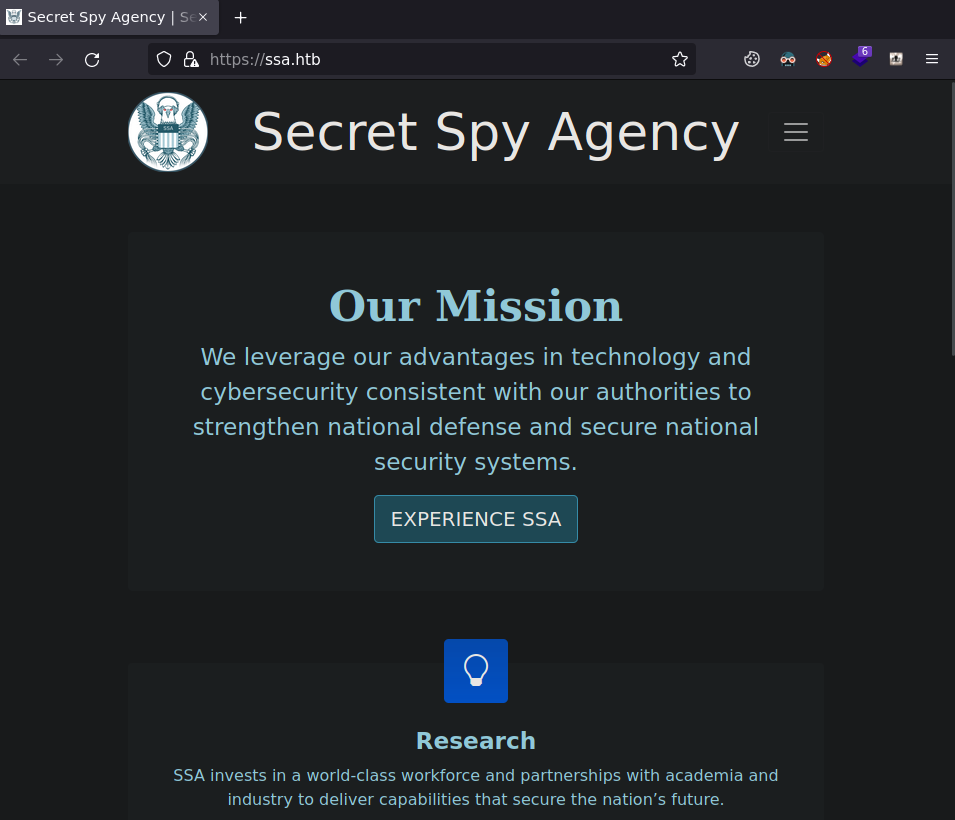 Secret Spy Agency | Se
https://ssa.htb
6
SSA
Secret Spy Agency
Our Mission
We leverage our advantages in technology and
cybersecurity consistent with our authorities to
strengthen national defense and secure national
security systems.
EXPERIENCE SSA
Research
SSA invests in a world-class workforce and partnerships with academia and
industry to deliver capabilities that secure the nation’s future.